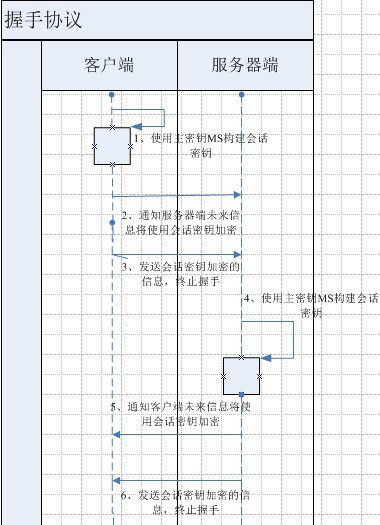 握手协议
客户端
服务器端
1、使用主密钥MS构建会话
密钥
2、通知服务器端未来信
息将使用会话密钥加密
3、发送会话密钥加密的
信息，终止握手
4、使用主密钥MS构建会话
密钥
5、通知客户端未来信息将使
用会话密钥加密
6、发送会话密钥加密的信
息，终止握手